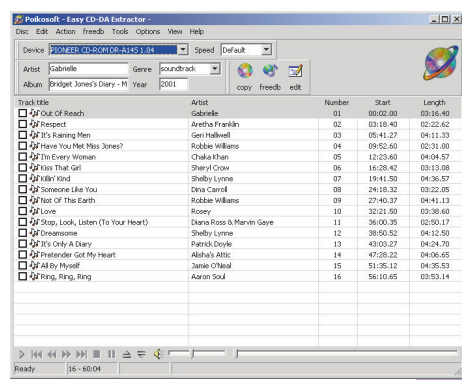 Poikosoft - Easy CD-DA Extractor -
Disc Edit Action freedb Tools Options View Help
Device PIONEER CD-ROM DR-A14S 1.04 Speed Default
Artist Gabrielle Genre soundtrack
Album Bridget Jones's Diary - M Year 2001
copy freedb edit
Track title Artist Number Start Length
Out Of Reach Gabrielle 01 00:02.00 03:16.40
Respect Aretha Franklin 02 03:18.40 02:22.62
It's Raining Men Geri Halliwell 03 05:41.27 04:11.33
Have You Met Miss Jones? Robbie Williams 04 09:52.60 02:31.00
I'm Every Woman Chaka Khan 05 12:23.60 04:04.57
Kiss That Girl Sheryl Crow 06 16:28.42 03:13.08
Killin' Kind Shelby Lynne 07 19:41.50 04:36.57
Someone Like You Dina Carroll 08 24:18.32 03:22.05
Not Of This Earth Robbie Williams 09 27:40.37 04:41.13
Love Rosey 10 32:21.50 03:38.60
Stop, Look, Listen (To Your Heart) Diana Ross & Marvin Gaye 11 36:00.35 02:50.17
Dreamsome Shelby Lynne 12 38:50.52 04:12.50
It's Only A Diary Patrick Doyle 13 43:03.27 04:24.70
Pretender Got My Heart Alisha's Attic 14 47:28.22 04:06.65
All By Myself Jamie O'Neal 15 51:35.12 04:35.53
Ring, Ring, Ring Aaron Soul 16 56:10.65 03:53.14
Ready 16 - 60:04